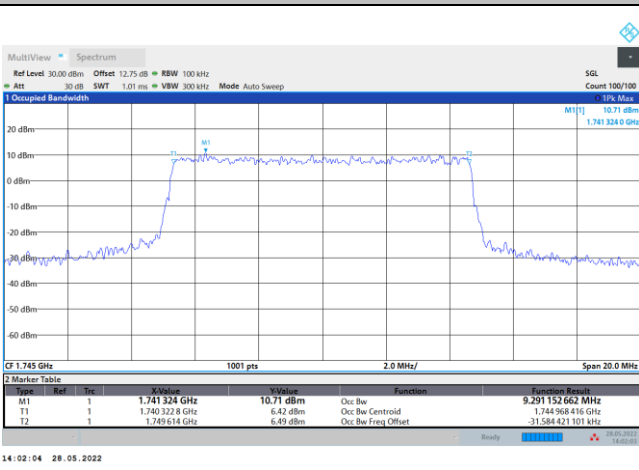 MultiView Spectrum
Ref Level 30.00 dBm Offset 12.75 dB RBW 100 kHz SGL
Att 30 dB SWT 1.01 ms VBW 300 kHz Mode Auto Sweep Count 100/100
1 Occupied Bandwidth 1Pk Max
M1[1] 10.71 dBm
1.741 324 0 GHz
20 dBm
M1
T1 T2
10 dBm
0 dBm
-10 dBm
-20 dBm
-30 dBm
-40 dBm
-50 dBm
-60 dBm
CF 1.745 GHz 1001 pts 2.0 MHz/ Span 20.0 MHz
2 Marker Table
Type Ref Trc X-Value Y-Value Function Function Result
M1 1 1.741 324 GHz 10.71 dBm Occ Bw 9.291 152 662 MHz
T1 1 1.740 322 8 GHz 6.42 dBm Occ Bw Centroid 1.744 968 416 GHz
T2 1 1.749 614 GHz 6.49 dBm Occ Bw Freq Offset -31.584 421 101 kHz
Ready 28.05.2022
14:02:03
14:02:04 28.05.2022